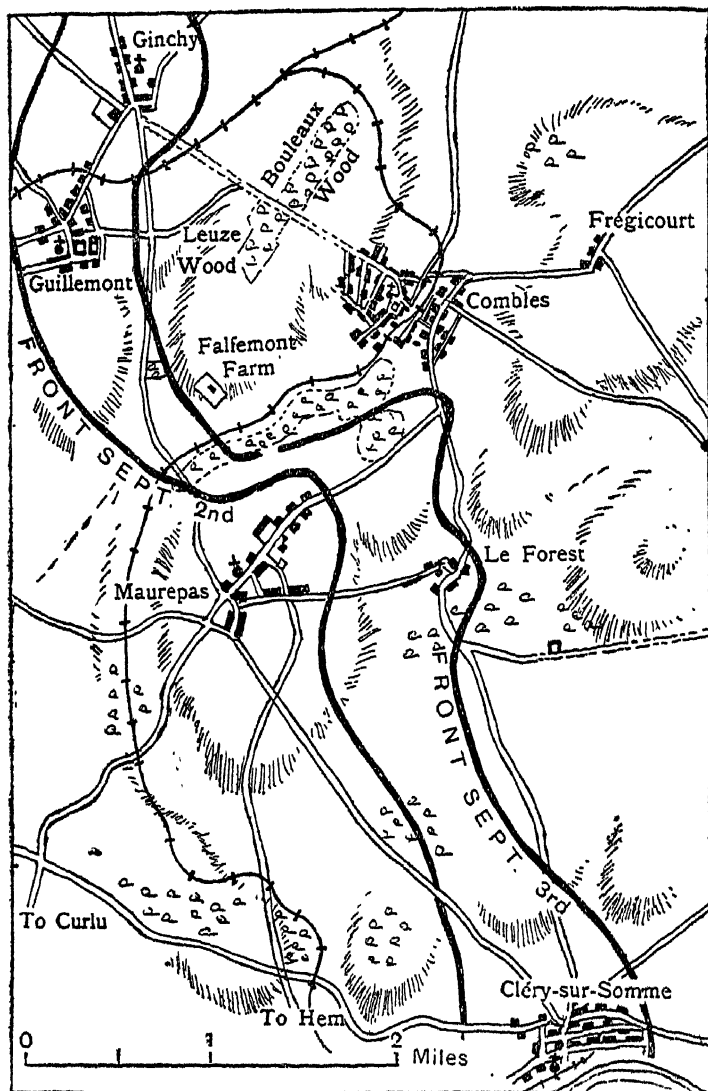 Ginchy
Bouleaux
Wood
Frégicourt
Leuze
Wood
Guillemont
Combles
Falfemont
Farm
FRONT SEPT. 2nd
Le Forest
Maurepas
FRONT SEPT. 3rd
To Curlu
Cléry-sur-Somme
To Hem
0 1 2
Miles